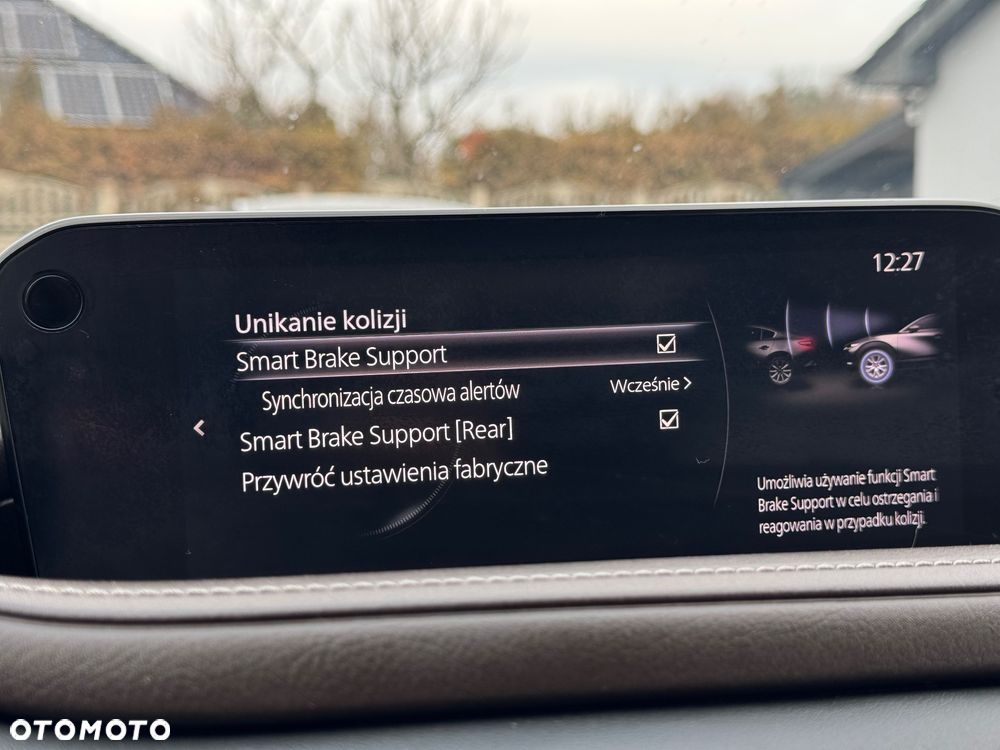 12:27
Unikanie kolizji
Smart Brake Support
Synchronizacja czasowa alertów Wcześnie >
Smart Brake Support [Rear]
Przywróć ustawienia fabryczne
Umożliwia używanie funkcji Smart
Brake Support w celu ostrzegania i
reagowania w przypadku kolizji.
OTOMOTO